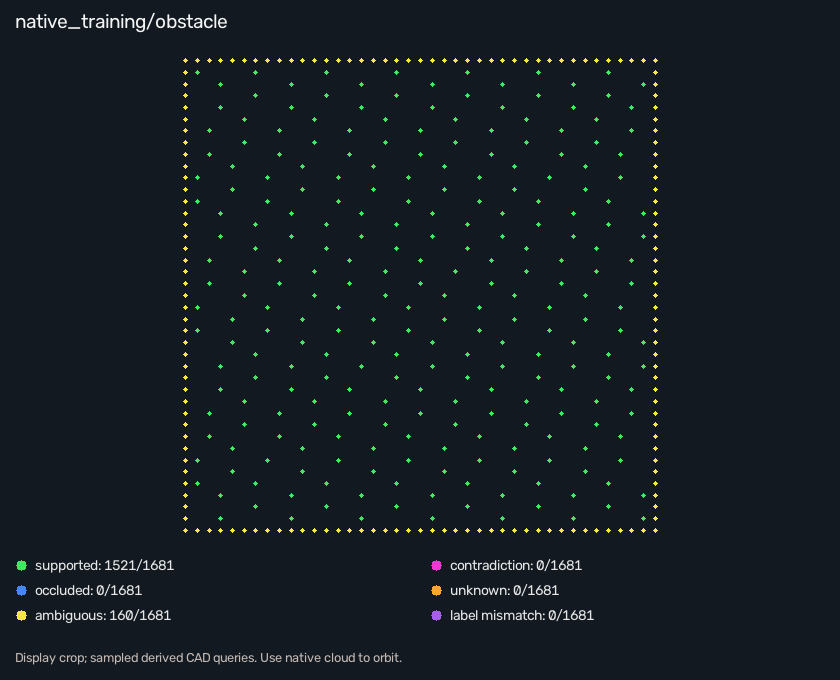 native_training/obstacle
supported: 1521/1681
contradiction: 0/1681
occluded: 0/1681
unknown: 0/1681
ambiguous: 160/1681
label mismatch: 0/1681
Display crop; sampled derived CAD queries. Use native cloud to orbit.